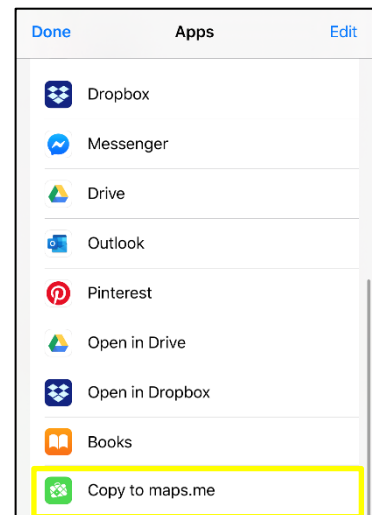 Done Apps Edit
Dropbox
Messenger
Drive
Outlook
Pinterest
Open in Drive
Open in Dropbox
Books
Copy to maps.me